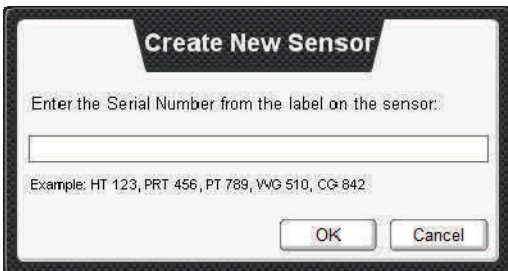 Create New Sensor
Enter the Serial Number from the label on the sensor:
Example: HT 123, PRT 456, PT 789, WG 510, CG 842
OK Cancel